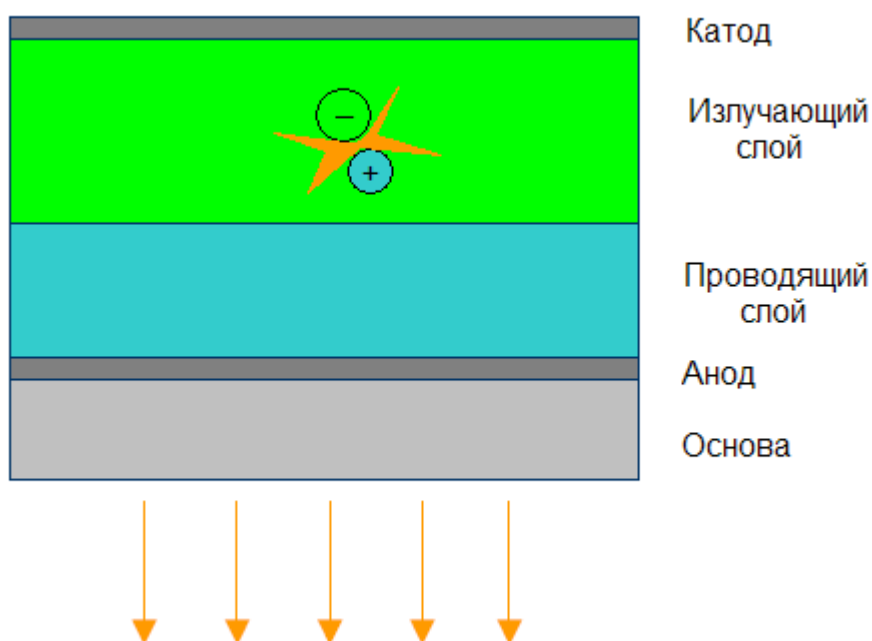 Катод
Излучающий
слой
−
+
Проводящий
слой
Анод
Основа